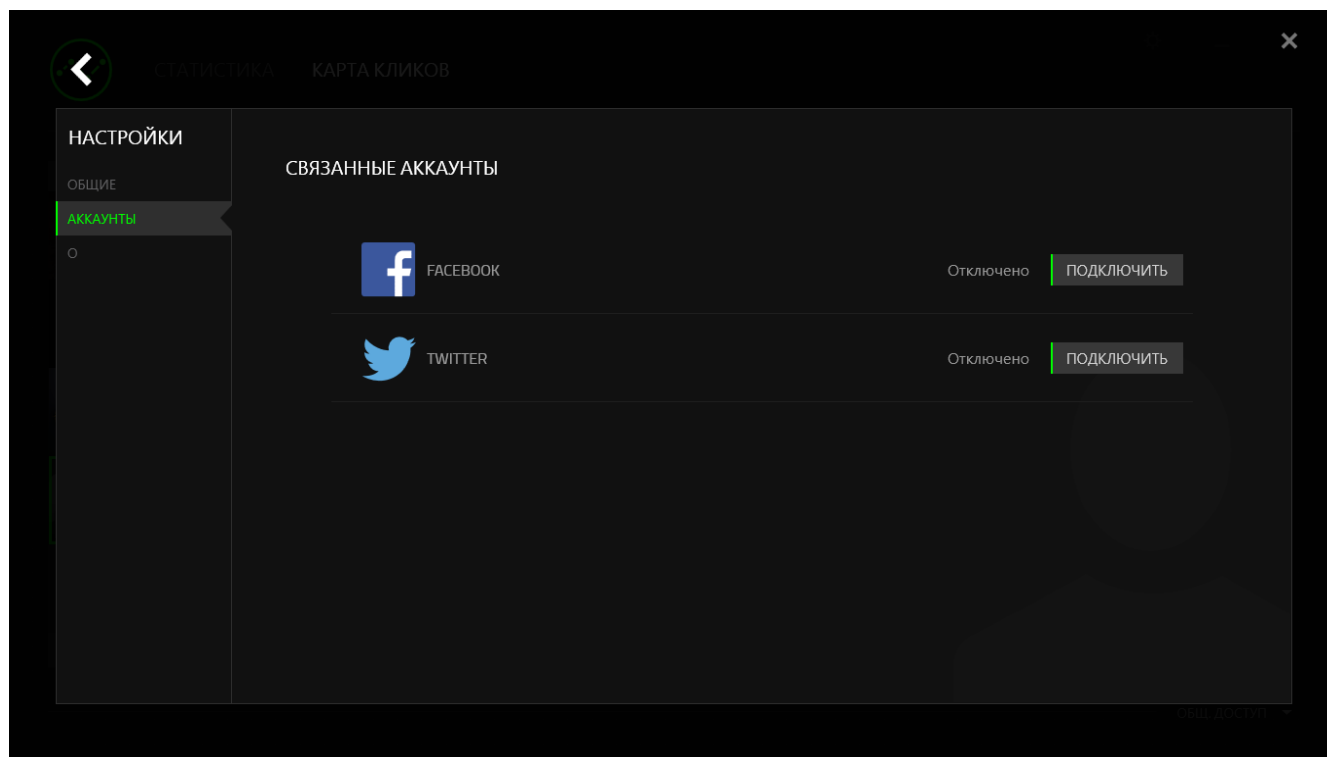 СТАТИСТИКА КАРТА КЛИКОВ
НАСТРОЙКИ
ОБЩИЕ
АККАУНТЫ
О
СВЯЗАННЫЕ АККАУНТЫ
FACEBOOK Отключено ПОДКЛЮЧИТЬ
TWITTER Отключено ПОДКЛЮЧИТЬ
ОБЩ. ДОСТУП